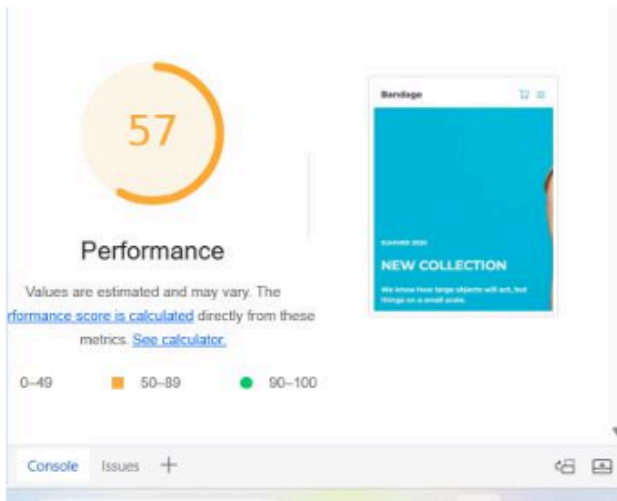 57
Performance
Values are estimated and may vary. The
rformance score is calculated directly from these
metrics. See calculator.
0–49 50–89 90–100
Bandage
SUMMER 2020
NEW COLLECTION
We know how large objects will act, but
things on a small scale.
Console Issues +